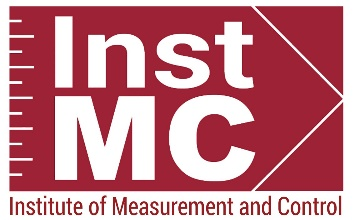 Inst
MC
Institute of Measurement and Control